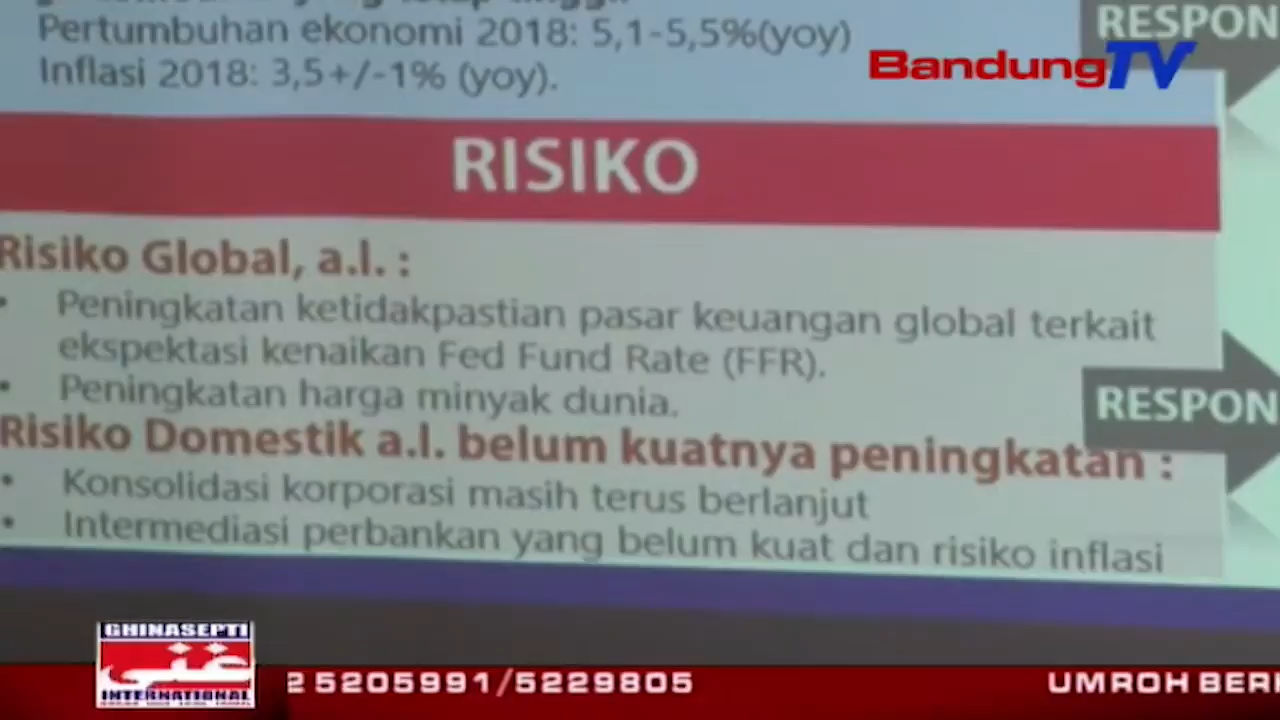 Pertumbuhan ekonomi 2018: 5,1-5,5%(yoy)
Inflasi 2018: 3,5+/-1% (yoy).
RESPON
BandungTV
RISIKO
Risiko Global, a.l. :
• Peningkatan ketidakpastian pasar keuangan global terkait
ekspektasi kenaikan Fed Fund Rate (FFR).
• Peningkatan harga minyak dunia.
RESPON
Risiko Domestik a.l. belum kuatnya peningkatan :
• Konsolidasi korporasi masih terus berlanjut
• Intermediasi perbankan yang belum kuat dan risiko inflasi
GHINASEPTI
غنى
INTERNATIONAL
2 5205991/5229805
UMROH BER